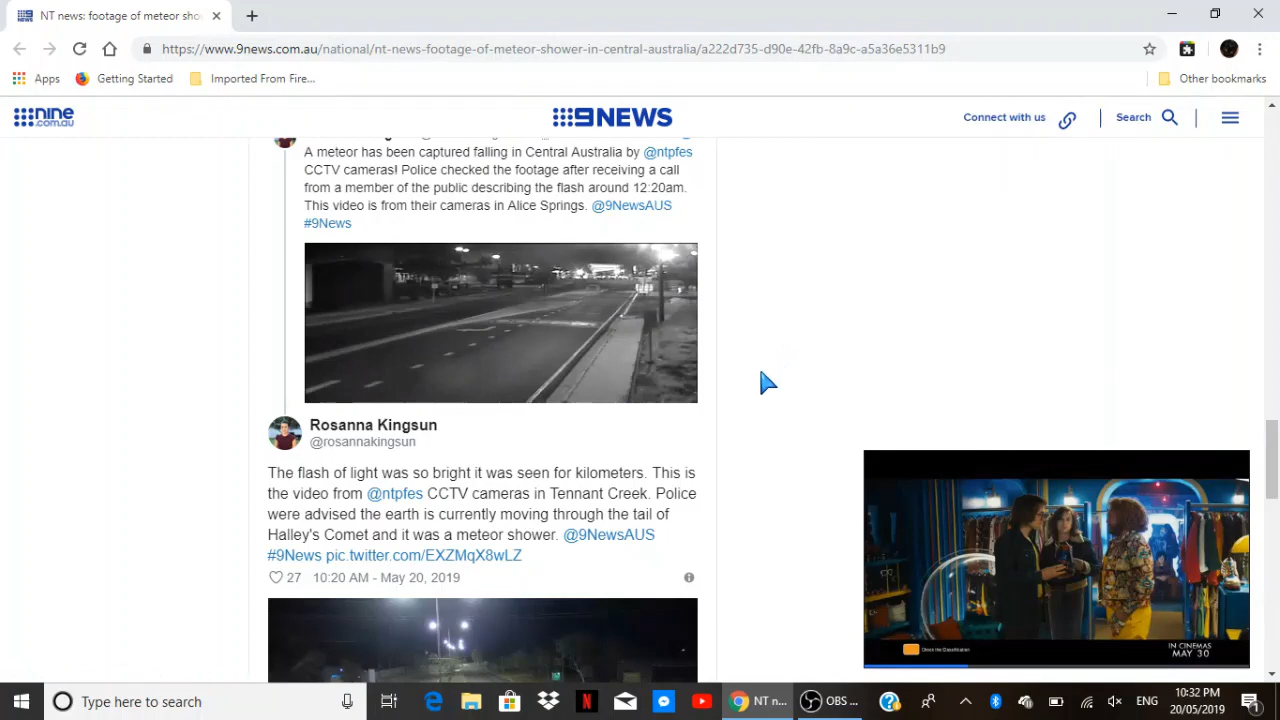 NT news: footage of meteor sho
https://www.9news.com.au/national/nt-news-footage-of-meteor-shower-in-central-australia/a222d735-d90e-42fb-8a9c-a5a36e5311b9
Apps Getting Started Imported From Fire... Other bookmarks
nine.com.au 9NEWS Connect with us Search
A meteor has been captured falling in Central Australia by @ntpfes
CCTV cameras! Police checked the footage after receiving a call
from a member of the public describing the flash around 12:20am.
This video is from their cameras in Alice Springs. @9NewsAUS
#9News
Rosanna Kingsun
@rosannakingsun
The flash of light was so bright it was seen for kilometers. This is
the video from @ntpfes CCTV cameras in Tennant Creek. Police
were advised the earth is currently moving through the tail of
Halley's Comet and it was a meteor shower. @9NewsAUS
#9News pic.twitter.com/EXZMqX8wLZ
27 10:20 AM - May 20, 2019
Check the Classification
IN CINEMAS
MAY 30
Type here to search NT n... OBS ... ENG 10:32 PM
20/05/2019
1